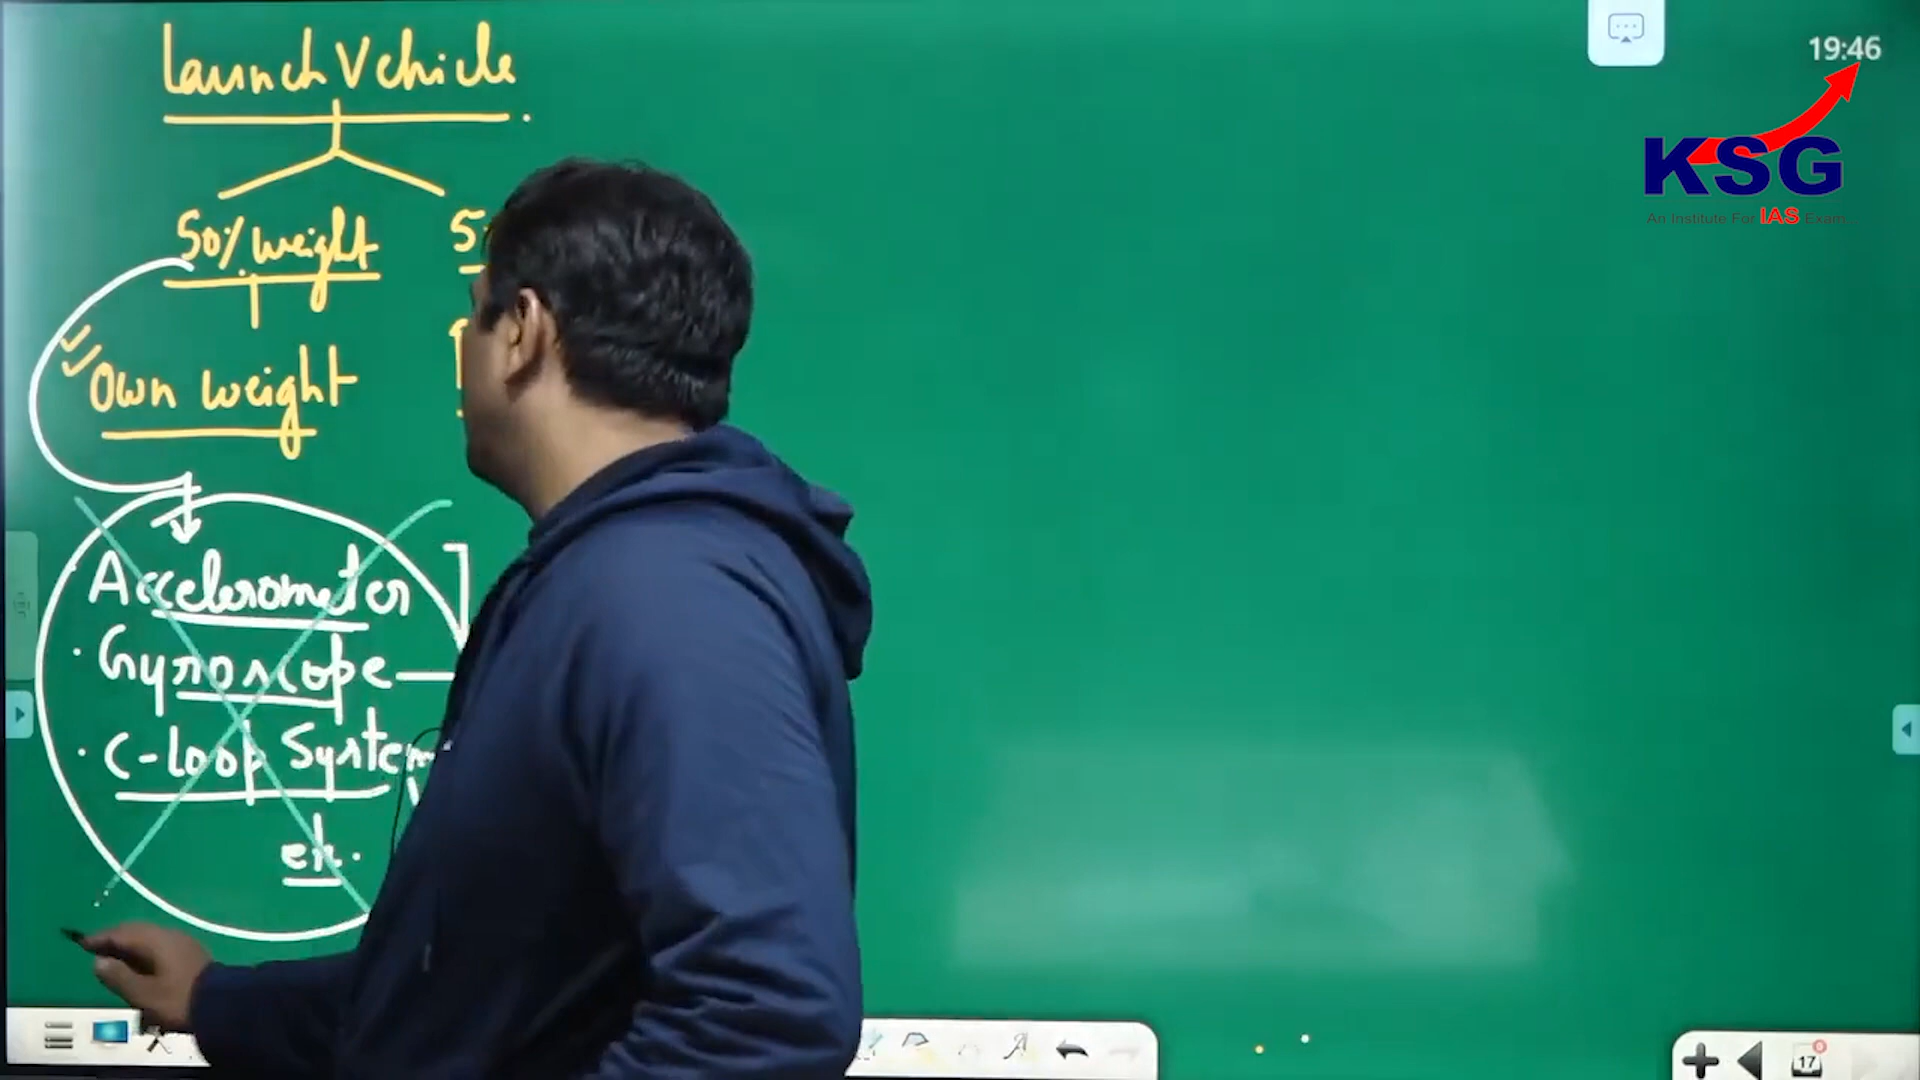 Launch Vehicle
19:46
KSG
An Institute For IAS Exam
50% weight
Own weight
Accelerometer
· Gyroscope
· C-loop System
etc.
17